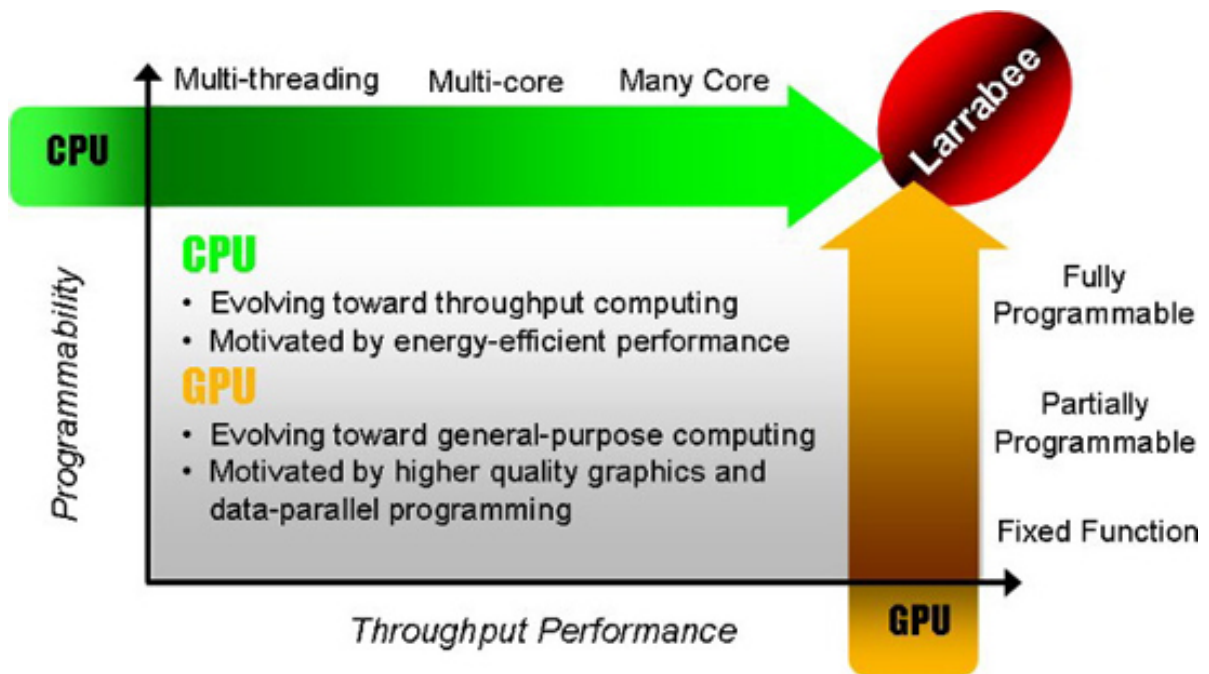 Multi-threading Multi-core Many Core
Larrabee
CPU
CPU
• Evolving toward throughput computing
• Motivated by energy-efficient performance
GPU
• Evolving toward general-purpose computing
• Motivated by higher quality graphics and
data-parallel programming
Programmability
Fully
Programmable
Partially
Programmable
Fixed Function
Throughput Performance
GPU